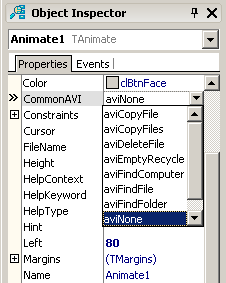 Object Inspector
Animate1 TAnimate
Properties Events
Color clBtnFace
CommonAVI aviNone
Constraints aviCopyFile
aviCopyFiles
Cursor
FileName aviDeleteFile
Height aviEmptyRecycle
HelpContext aviFindComputer
HelpKeyword aviFindFile
HelpType aviFindFolder
Hint aviNone
Left 80
Margins (TMargins)
Name Animate1